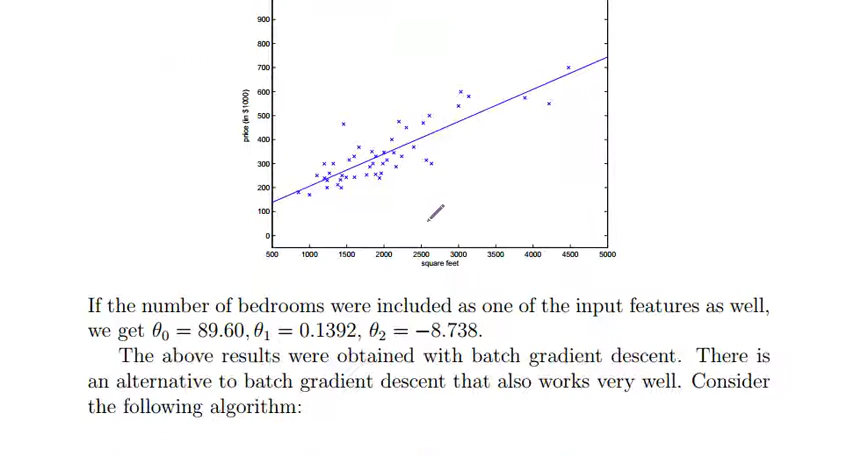 900
800
700
600
500
400
300
200
100
0
price (in $1000)
500 1000 1500 2000 2500 3000 3500 4000 4500 5000
square feet
If the number of bedrooms were included as one of the input features as well,
we get θ₀ = 89.60, θ₁ = 0.1392, θ₂ = −8.738.
The above results were obtained with batch gradient descent. There is
an alternative to batch gradient descent that also works very well. Consider
the following algorithm: